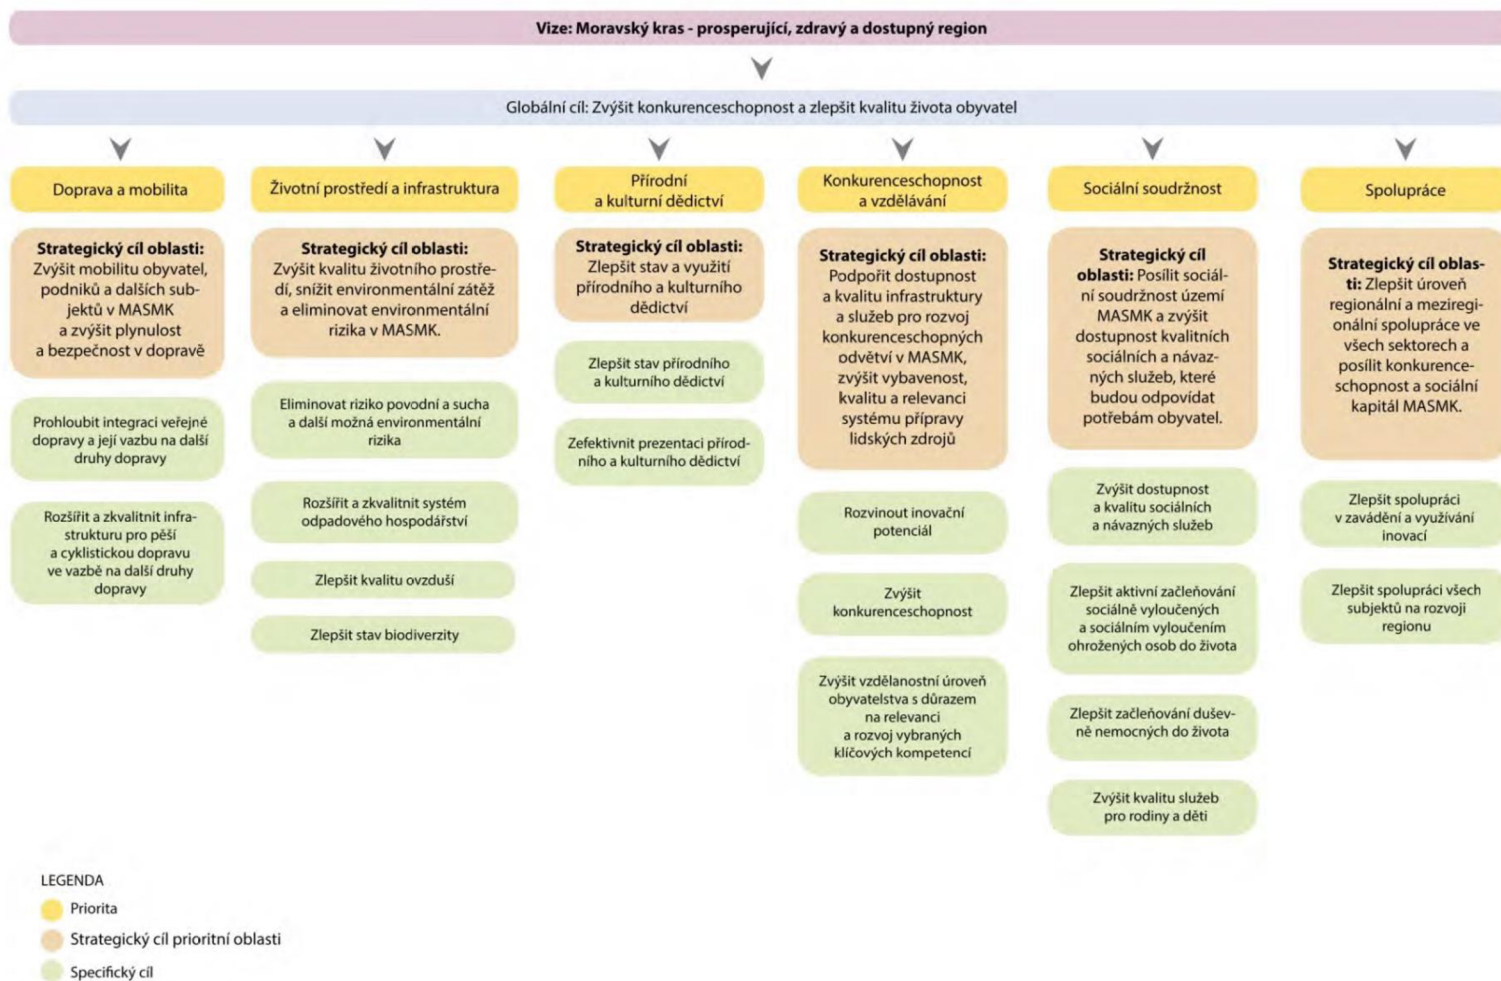 Vize: Moravský kras - prosperující, zdravý a dostupný region
Globální cíl: Zvýšit konkurenceschopnost a zlepšit kvalitu života obyvatel
Doprava a mobilita
Strategický cíl oblasti:
Zvýšit mobilitu obyvatel,
podniků a dalších sub-
jektů v MASMK
a zvýšit plynulost
a bezpečnost v dopravě
Prohloubit integraci veřejné
dopravy a její vazbu na další
druhy dopravy
Rozšířit a zkvalitnit infra-
strukturu pro pěší
a cyklistickou dopravu
ve vazbě na další druhy
dopravy
Životní prostředí a infrastruktura
Strategický cíl oblasti:
Zvýšit kvalitu životního prostře-
dí, snížit environmentální zátěž
a eliminovat environmentální
rizika v MASMK.
Eliminovat riziko povodní a sucha
a další možná environmentální
rizika
Rozšířit a zkvalitnit systém
odpadového hospodářství
Zlepšit kvalitu ovzduší
Zlepšit stav biodiverzity
Přírodní
a kulturní dědictví
Strategický cíl oblasti:
Zlepšit stav a využití
přírodního a kulturního
dědictví
Zlepšit stav přírodního
a kulturního dědictví
Zefektivnit prezentaci přírod-
ního a kulturního dědictví
Konkurenceschopnost
a vzdělávání
Strategický cíl oblasti:
Podpořit dostupnost
a kvalitu infrastruktury
a služeb pro rozvoj
konkurenceschopných
odvětví v MASMK,
zvýšit vybavenost,
kvalitu a relevanci
systému přípravy
lidských zdrojů
Rozvinout inovační
potenciál
Zvýšit
konkurenceschopnost
Zvýšit vzdělanostní úroveň
obyvatelstva s důrazem
na relevanci
a rozvoj vybraných
klíčových kompetencí
Sociální soudržnost
Strategický cíl
oblasti: Posílit sociál-
ní soudržnost území
MASMK a zvýšit
dostupnost kvalitních
sociálních a návaz-
ných služeb, které
budou odpovídat
potřebám obyvatel.
Zvýšit dostupnost
a kvalitu sociálních
a návazných služeb
Zlepšit aktivní začleňování
sociálně vyloučených
a sociálním vyloučením
ohrožených osob do života
Zlepšit začleňování dušev-
ně nemocných do života
Zvýšit kvalitu služeb
pro rodiny a děti
Spolupráce
Strategický cíl oblas-
ti: Zlepšit úroveň
regionální a meziregi-
onální spolupráce ve
všech sektorech a
posílit konkurence-
schopnost a sociální
kapitál MASMK.
Zlepšit spolupráci
v zavádění a využívání
inovací
Zlepšit spolupráci všech
subjektů na rozvoji
regionu
LEGENDA
Priorita
Strategický cíl prioritní oblasti
Specifický cíl